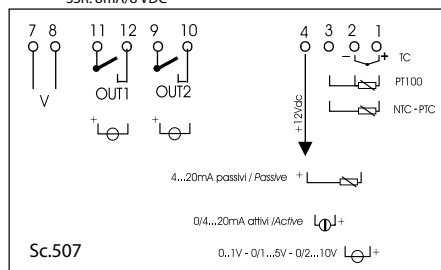 SSR: 8mA/8 VDC
7 8 11 12 9 10 4 3 2 1
- + TC
PT100
V OUT1 OUT2 NTC - PTC
+ +
+12Vdc
4...20mA passivi / Passive +
0/4...20mA attivi /Active +
Sc.507 0..1V - 0/1...5V - 0/2...10V +